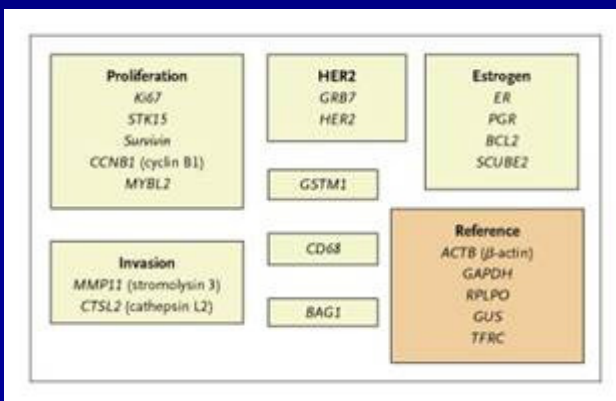 Proliferation
Ki67
STK15
Survivin
CCNB1 (cyclin B1)
MYBL2
Invasion
MMP11 (stromolysin 3)
CTSL2 (cathepsin L2)
HER2
GRB7
HER2
GSTM1
CD68
BAG1
Estrogen
ER
PGR
BCL2
SCUBE2
Reference
ACTB (β-actin)
GAPDH
RPLPO
GUS
TFRC